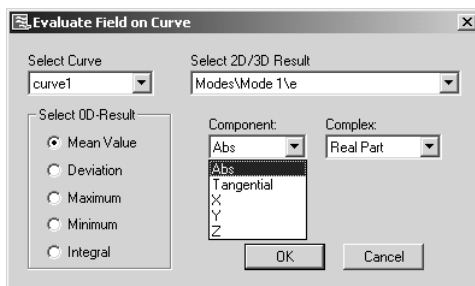 Evaluate Field on Curve
Select Curve
Select 2D/3D Result
curve1
Modes\Mode 1\e
Select 0D-Result
Component:
Complex:
Mean Value
Abs
Real Part
Deviation
Abs
Tangential
Maximum
X
Y
Minimum
Z
Integral
OK
Cancel